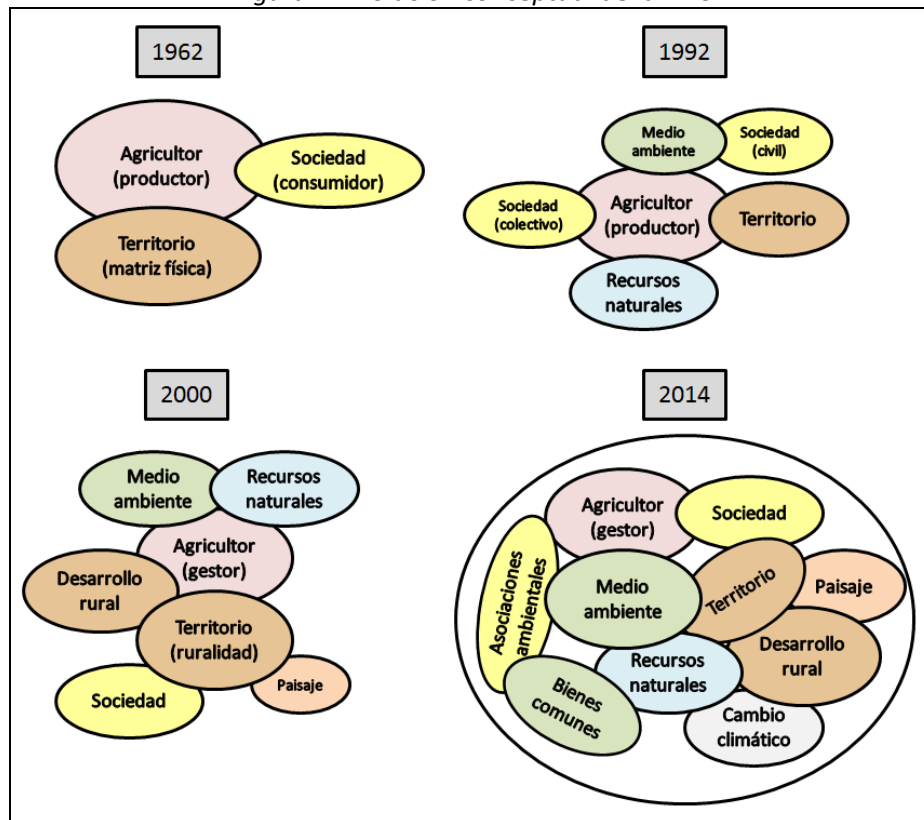 1962
Agricultor
(productor)
Sociedad
(consumidor)
Territorio
(matriz física)
1992
Medio
ambiente
Sociedad
(civil)
Sociedad
(colectivo)
Agricultor
(productor)
Territorio
Recursos
naturales
2000
Medio
ambiente
Recursos
naturales
Agricultor
(gestor)
Desarrollo
rural
Territorio
(ruralidad)
Sociedad
Paisaje
2014
Agricultor
(gestor)
Sociedad
Asociaciones
ambientales
Medio
ambiente
Territorio
Paisaje
Recursos
naturales
Desarrollo
rural
Bienes
comunes
Cambio
climático